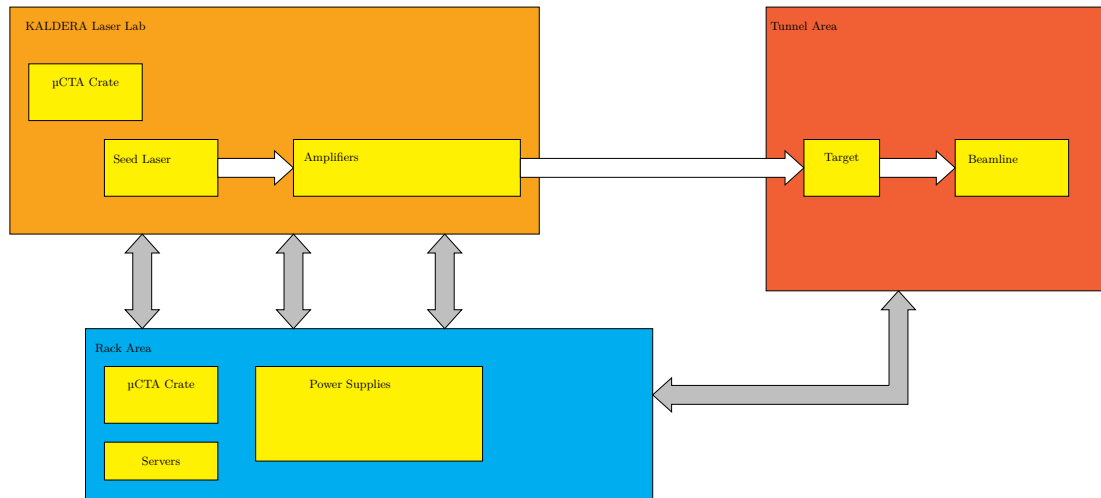 KALDERA Laser Lab
Tunnel Area
µCTA Crate
Seed Laser
Amplifiers
Target
Beamline
Rack Area
µCTA Crate
Power Supplies
Servers